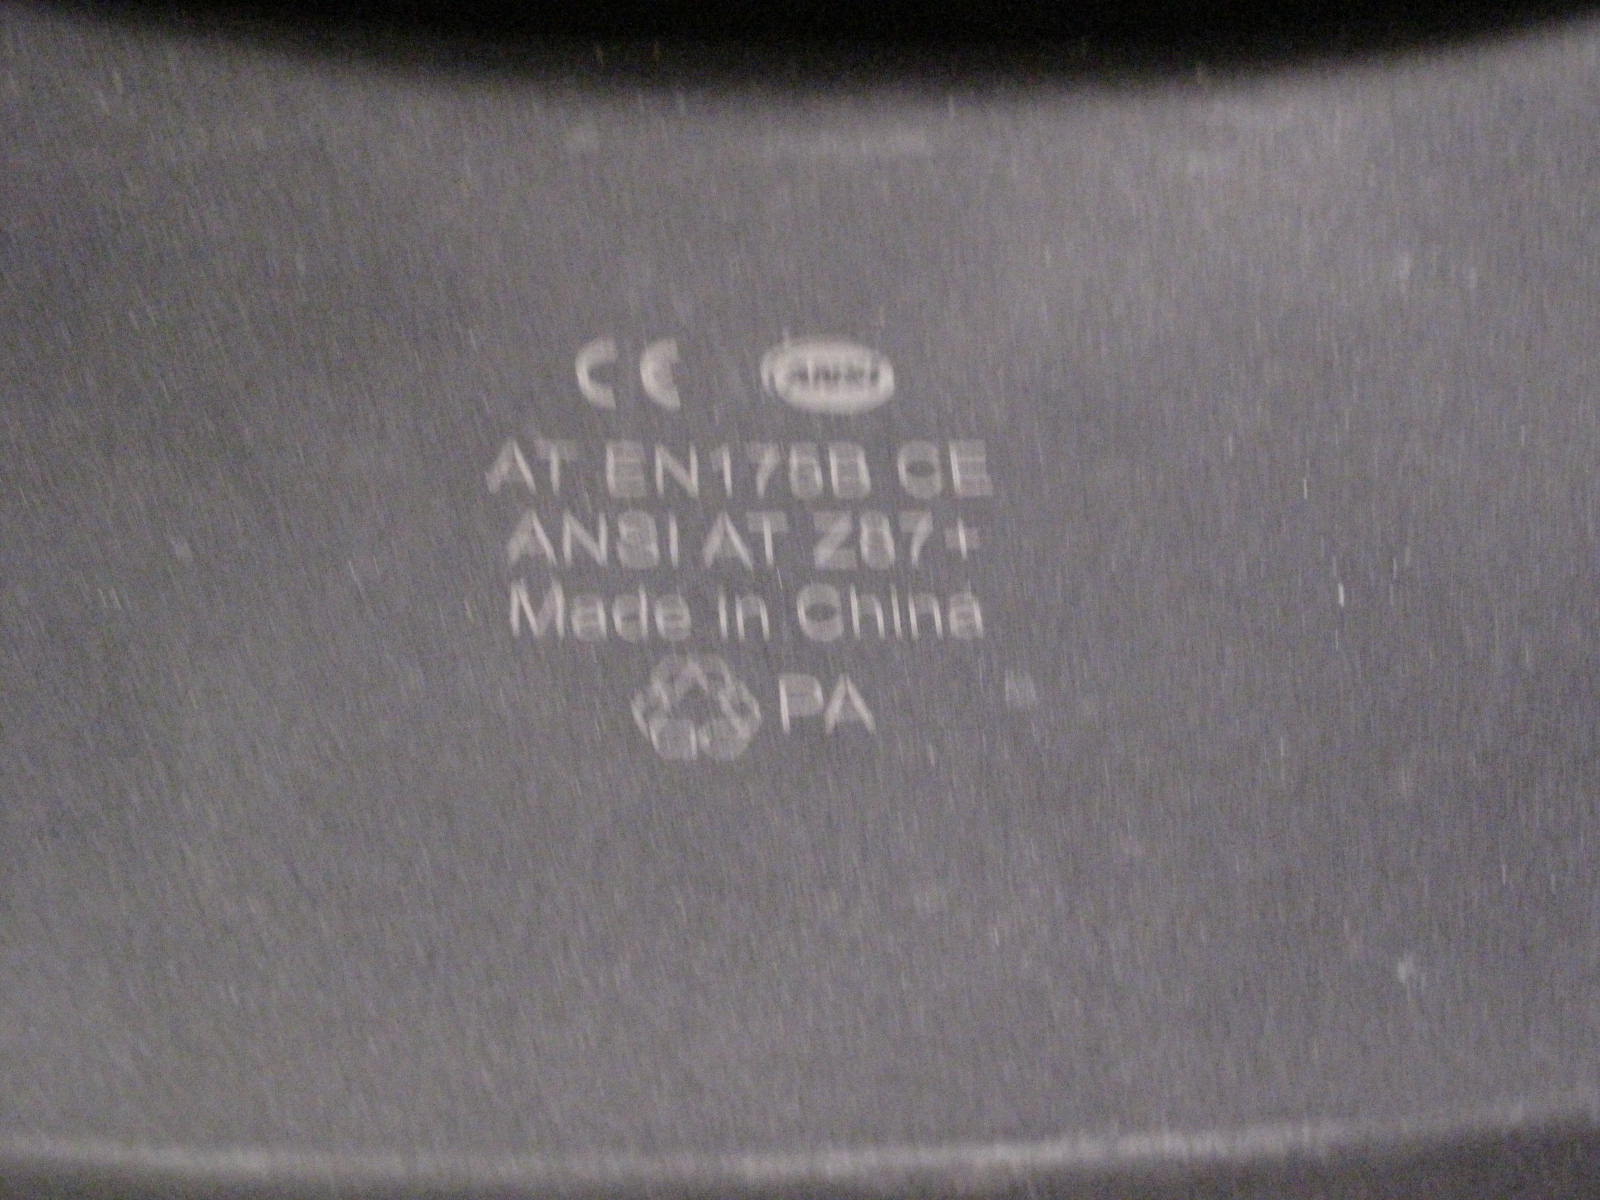 CE ANSI
AT EN175B CE
ANSI AT Z87+
Made in China
PA